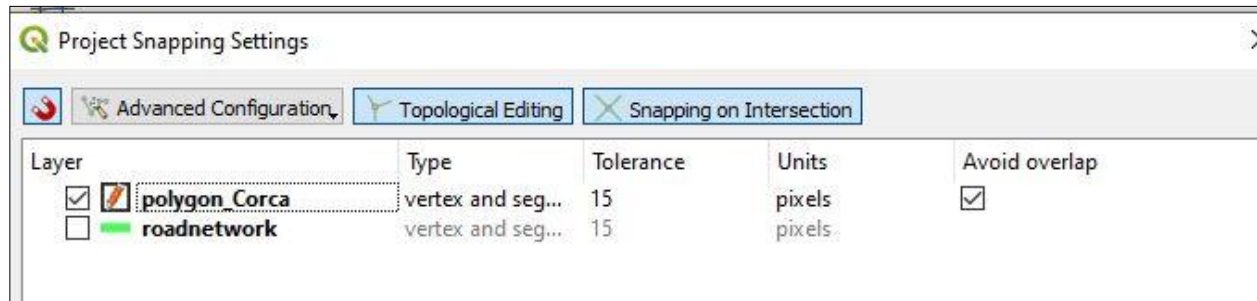 Project Snapping Settings
Advanced Configuration Topological Editing Snapping on Intersection
Layer Type Tolerance Units Avoid overlap
polygon_Corca vertex and seg... 15 pixels
roadnetwork vertex and seg... 15 pixels